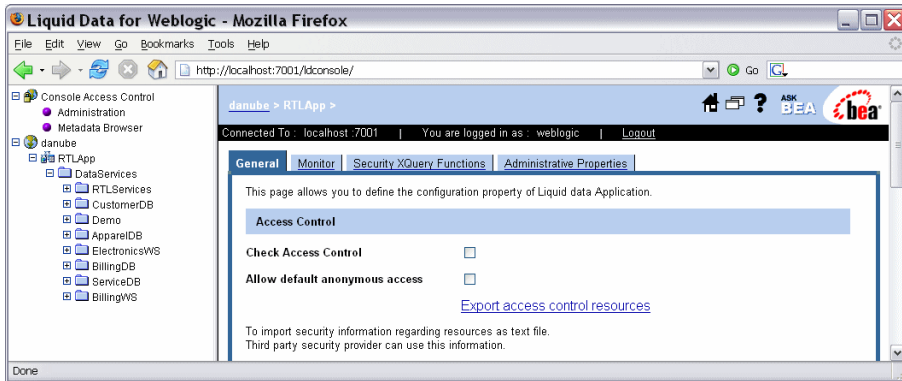 Liquid Data for Weblogic - Mozilla Firefox
File Edit View Go Bookmarks Tools Help
http://localhost:7001/ldconsole/
Go
G
Console Access Control
Administration
Metadata Browser
danube
RTLApp
DataServices
RTLServices
CustomerDB
Demo
ApparelDB
ElectronicsWS
BillingDB
ServiceDB
BillingWS
danube > RTLApp >
?
ASK
BEA
bea
Connected To : localhost :7001 | You are logged in as : weblogic | Logout
General Monitor Security XQuery Functions Administrative Properties
This page allows you to define the configuration property of Liquid data Application.
Access Control
Check Access Control
Allow default anonymous access
Export access control resources
To import security information regarding resources as text file.
Third party security provider can use this information.
Done